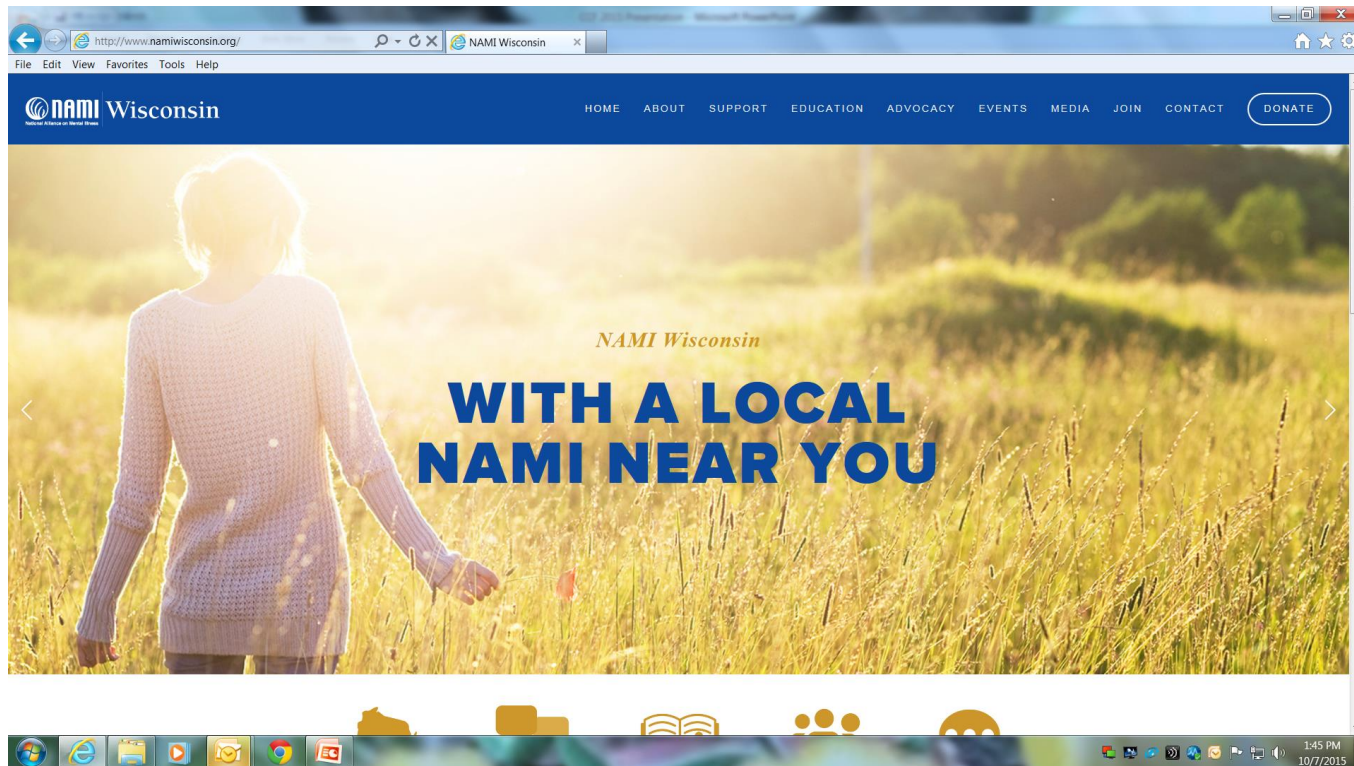 http://www.namiwisconsin.org/
NAMI Wisconsin
File Edit View Favorites Tools Help
NAMI Wisconsin
National Alliance on Mental Illness
HOME ABOUT SUPPORT EDUCATION ADVOCACY EVENTS MEDIA JOIN CONTACT DONATE
NAMI Wisconsin
WITH A LOCAL
NAMI NEAR YOU
1:45 PM
10/7/2015